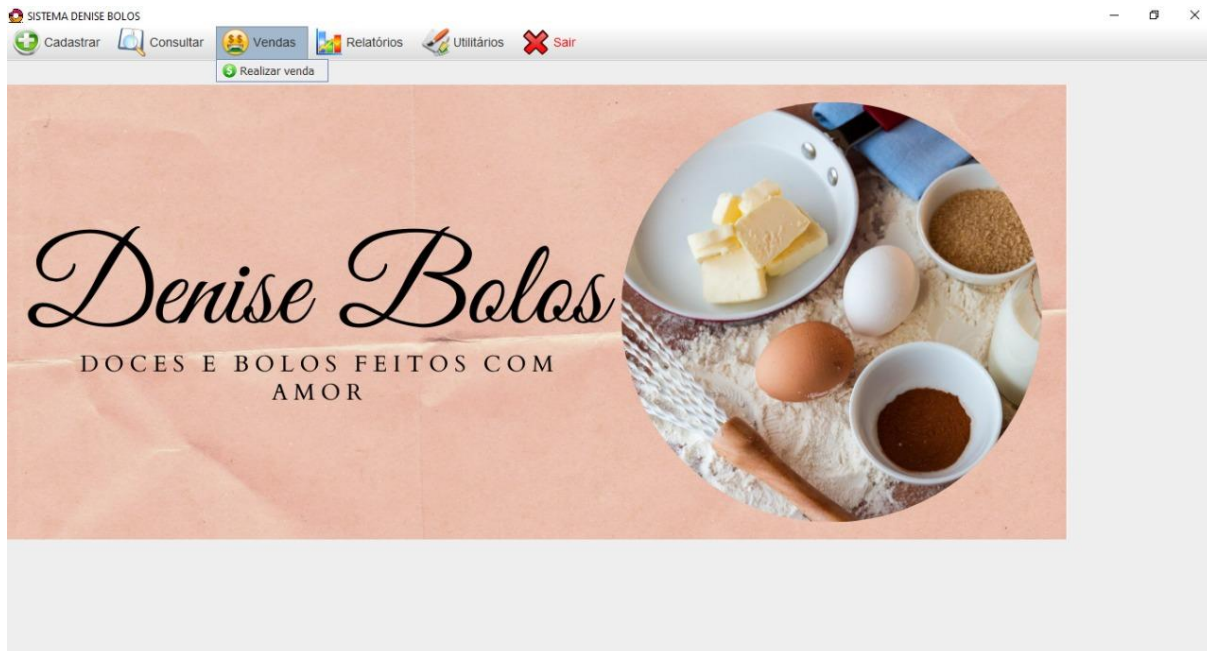 SISTEMA DENISE BOLOS
Cadastrar Consultar Vendas Relatórios Utilitários Sair
Realizar venda
Denise Bolos
DOCES E BOLOS FEITOS COM
AMOR